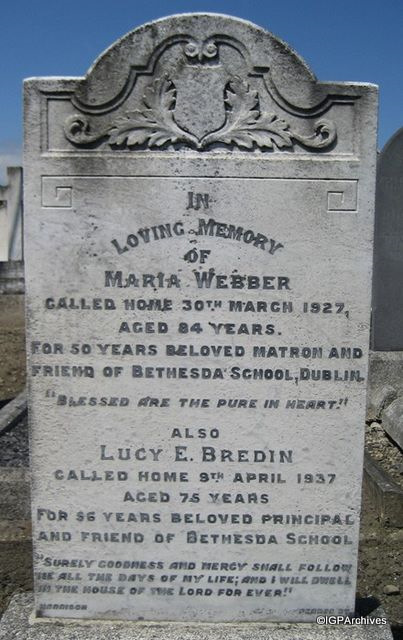 IN
LOVING MEMORY
OF
MARIA WEBBER
CALLED HOME 30TH MARCH 1927,
AGED 84 YEARS.
FOR 50 YEARS BELOVED MATRON AND
FRIEND OF BETHESDA SCHOOL, DUBLIN.
"BLESSED ARE THE PURE IN HEART."
ALSO
LUCY E. BREDIN
CALLED HOME 9TH APRIL 1937
AGED 75 YEARS
FOR 36 YEARS BELOVED PRINCIPAL
AND FRIEND OF BETHESDA SCHOOL
"SURELY GOODNESS AND MERCY SHALL FOLLOW
ME ALL THE DAYS OF MY LIFE; AND I WILL DWELL
IN THE HOUSE OF THE LORD FOR EVER."
HARRISON
©IGPArchives